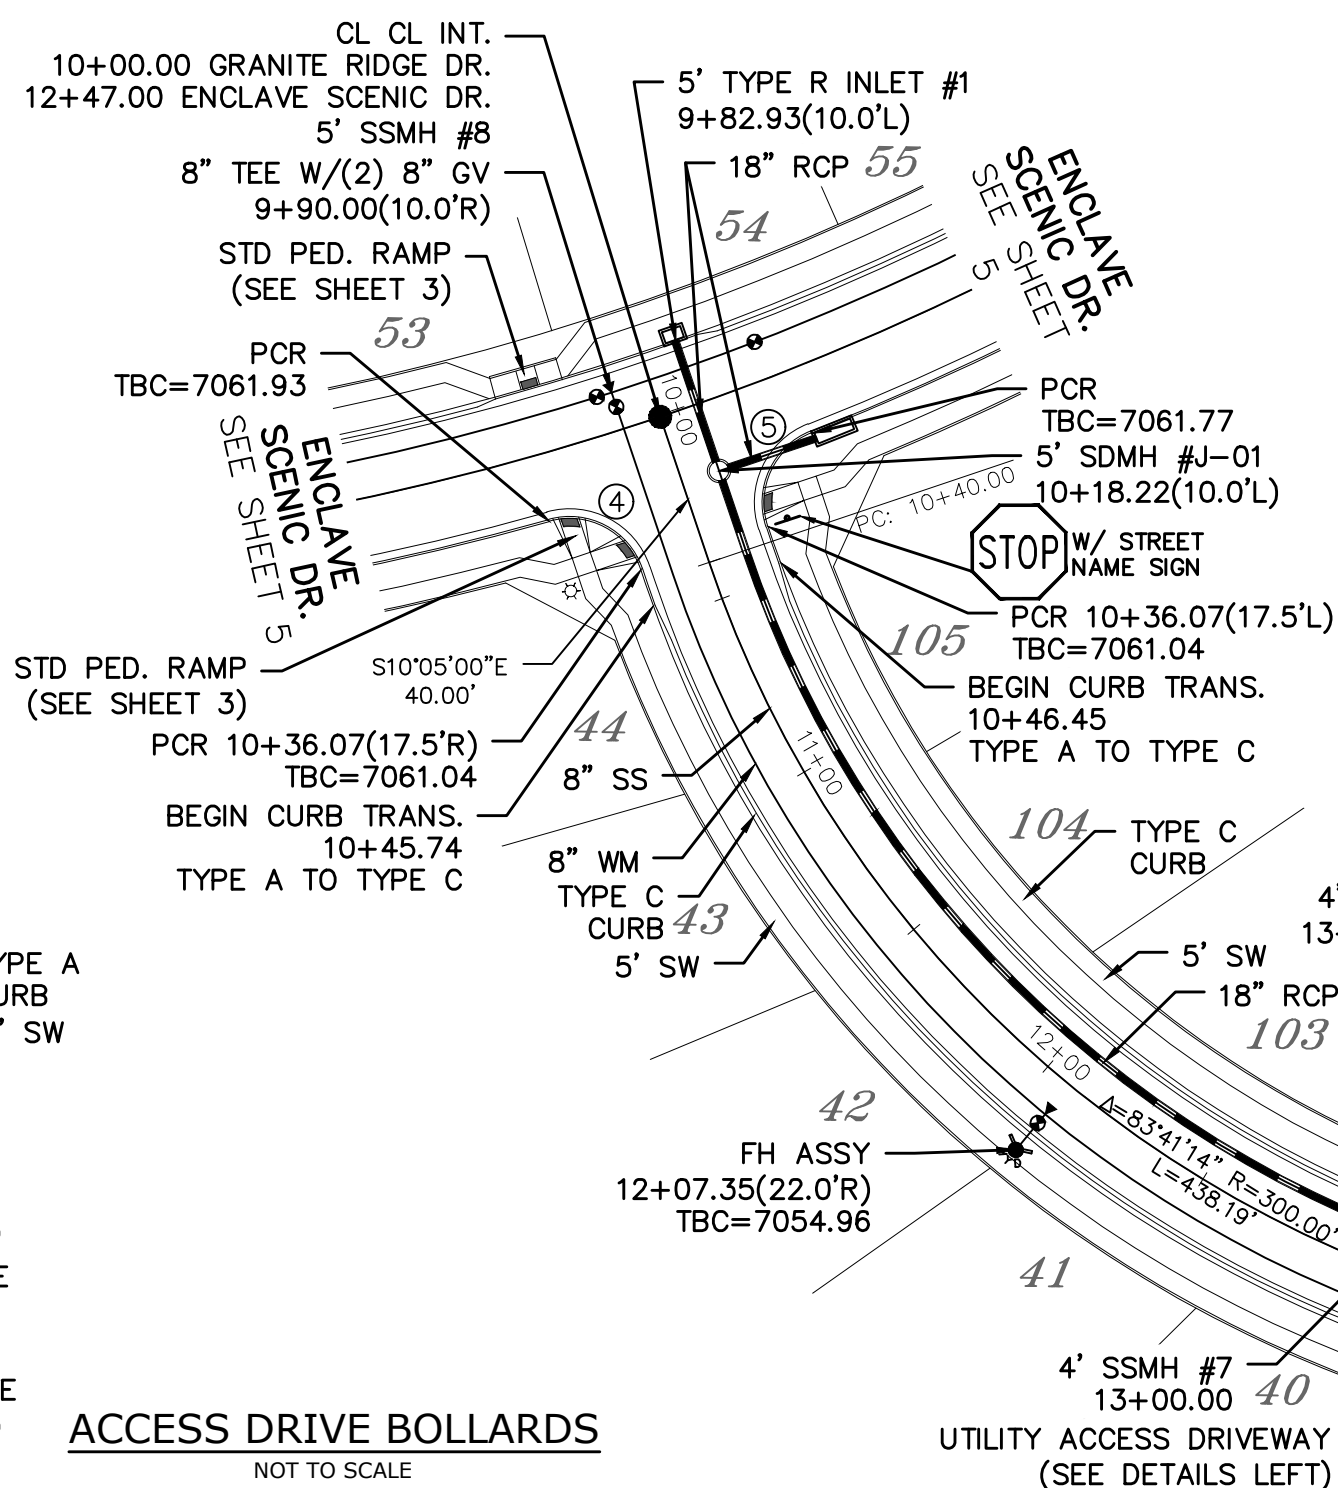 CL CL INT.
10+00.00 GRANITE RIDGE DR.
12+47.00 ENCLAVE SCENIC DR.
5' SSMH #8
8" TEE W/(2) 8" GV
9+90.00(10.0'R)
STD PED. RAMP
(SEE SHEET 3)
53
PCR
TBC=7061.93
5' TYPE R INLET #1
9+82.93(10.0'L)
18" RCP
55
54
ENCLAVE
SCENIC DR.
SEE SHEET 5
10+00
5
4
PCR
TBC=7061.77
5' SDMH #J-01
10+18.22(10.0'L)
PC: 10+40.00
STOP
W/ STREET
NAME SIGN
PCR 10+36.07(17.5'L)
TBC=7061.04
105
BEGIN CURB TRANS.
10+46.45
TYPE A TO TYPE C
ENCLAVE
SCENIC DR.
SEE SHEET 5
STD PED. RAMP
(SEE SHEET 3)
S10°05'00"E
40.00'
PCR 10+36.07(17.5'R)
TBC=7061.04
44
BEGIN CURB TRANS.
10+45.74
TYPE A TO TYPE C
8" SS
11+00
8" WM
TYPE C
CURB
43
5' SW
104
TYPE C
CURB
4'
13+
5' SW
18" RCP
103
YPE A
URB
' SW
12+00
Δ=83°41'14" R=300.00'
L=438.19'
42
FH ASSY
12+07.35(22.0'R)
TBC=7054.96
41
4' SSMH #7
13+00.00
40
UTILITY ACCESS DRIVEWAY
(SEE DETAILS LEFT)
E
E
ACCESS DRIVE BOLLARDS
NOT TO SCALE